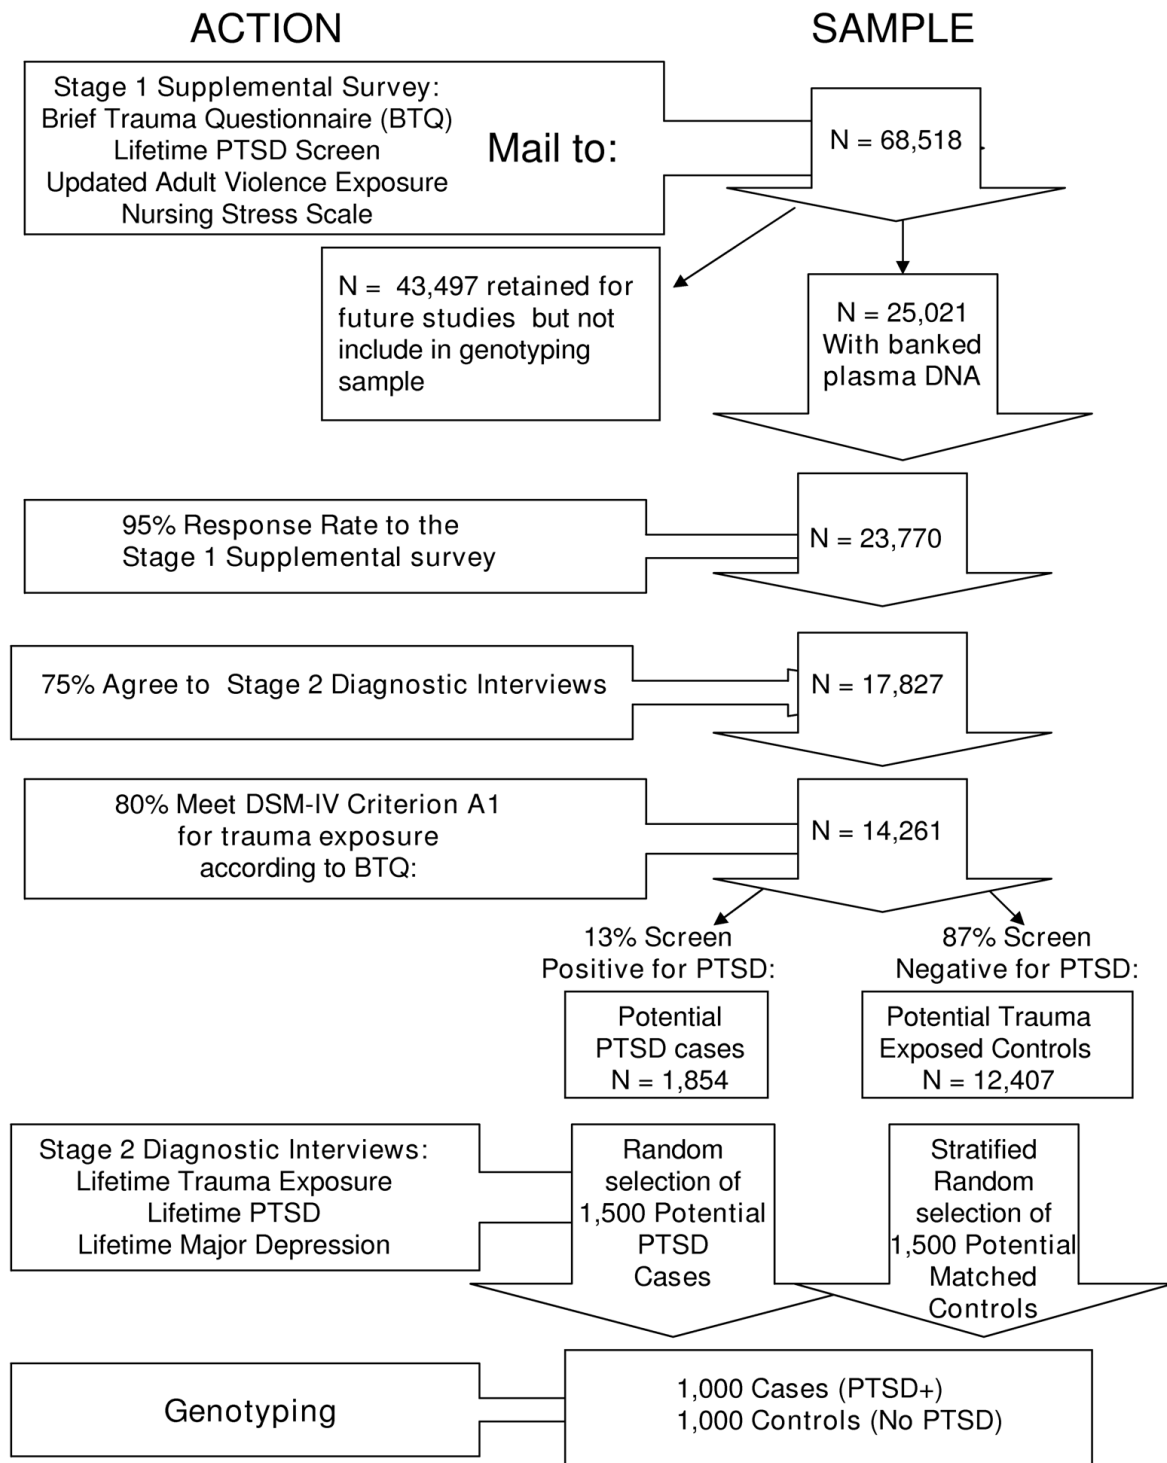 ACTION
SAMPLE
Stage 1 Supplemental Survey:
Brief Trauma Questionnaire (BTQ)
Lifetime PTSD Screen
Updated Adult Violence Exposure
Nursing Stress Scale
Mail to:
N = 68,518
N = 43,497 retained for
future studies but not
include in genotyping
sample
N = 25,021
With banked
plasma DNA
95% Response Rate to the
Stage 1 Supplemental survey
N = 23,770
75% Agree to Stage 2 Diagnostic Interviews
N = 17,827
80% Meet DSM-IV Criterion A1
for trauma exposure
according to BTQ:
N = 14,261
13% Screen
Positive for PTSD:
87% Screen
Negative for PTSD:
Potential
PTSD cases
N = 1,854
Potential Trauma
Exposed Controls
N = 12,407
Stage 2 Diagnostic Interviews:
Lifetime Trauma Exposure
Lifetime PTSD
Lifetime Major Depression
Random
selection of
1,500 Potential
PTSD
Cases
Stratified
Random
selection of
1,500 Potential
Matched
Controls
Genotyping
1,000 Cases (PTSD+)
1,000 Controls (No PTSD)